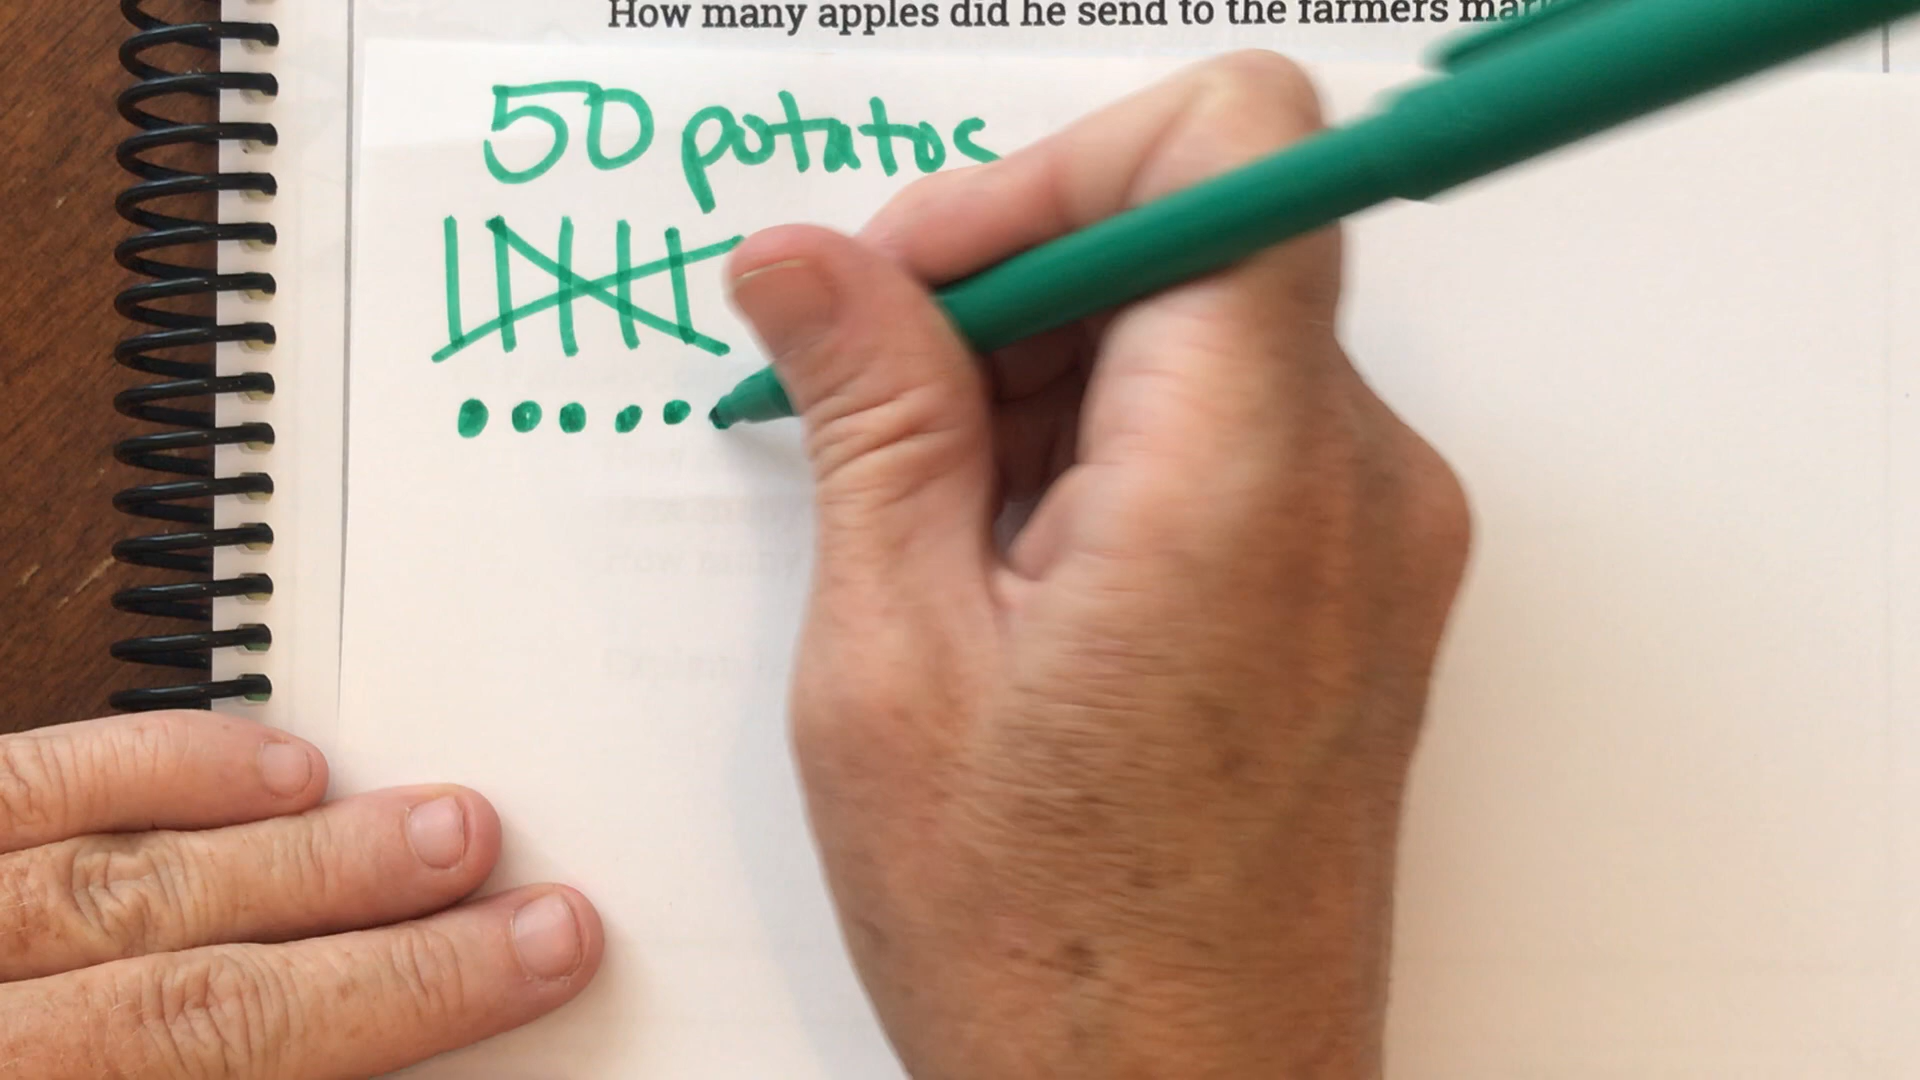 How many apples did he send to the farmers
50 potatos